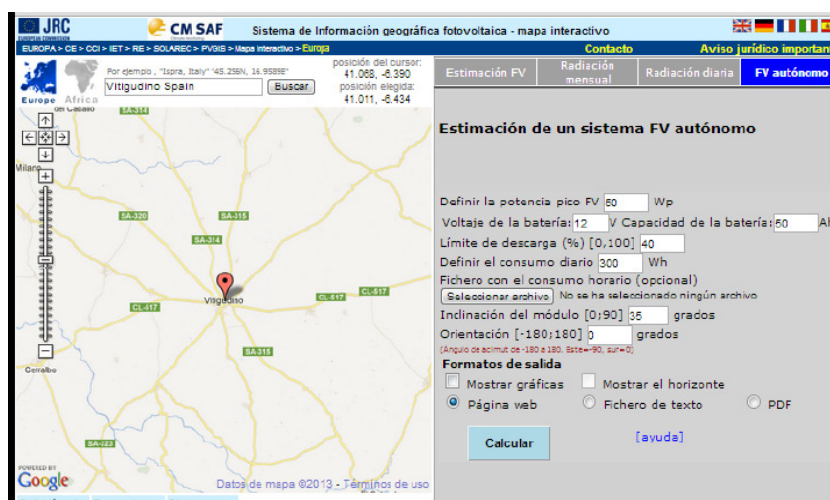 JRC
EUROPEAN COMMISSION
CM SAF
Sistema de Información geográfica fotovoltaica - mapa interactivo
EUROPA > CE > CCI > IET > RE > SOLAREC > PVGIS > Mapa interactivo > Europa
Contacto
Aviso jurídico important
Europe
Africa
Por ejemplo, "Ispra, Italy" "45.256N, 16.9589E"
Vitigudino Spain
Buscar
posición del cursor:
41.068, -6.390
posición elegida:
41.011, -6.434
Estimación FV
Radiación mensual
Radiación diaria
FV autónomo
SA-314
Milano
SA-320
SA-315
SA-314
Vitigudino
CL-517
CL-517
CL-517
SA-315
Cerralbo
SA-323
POWERED BY
Google
Datos de mapa ©2013 - Términos de uso
Estimación de un sistema FV autónomo
Definir la potencia pico FV 50 Wp
Voltaje de la batería: 12 V Capacidad de la batería: 50 Ah
Límite de descarga (%) [0,100] 40
Definir el consumo diario 300 Wh
Fichero con el consumo horario (opcional)
Seleccionar archivo No se ha seleccionado ningún archivo
Inclinación del módulo [0;90] 35 grados
Orientación [-180;180] 0 grados
(Angulo de acimut de -180 a 180. Este=-90, sur=0)
Formatos de salida
Mostrar gráficas
Mostrar el horizonte
Página web
Fichero de texto
PDF
Calcular
[ayuda]